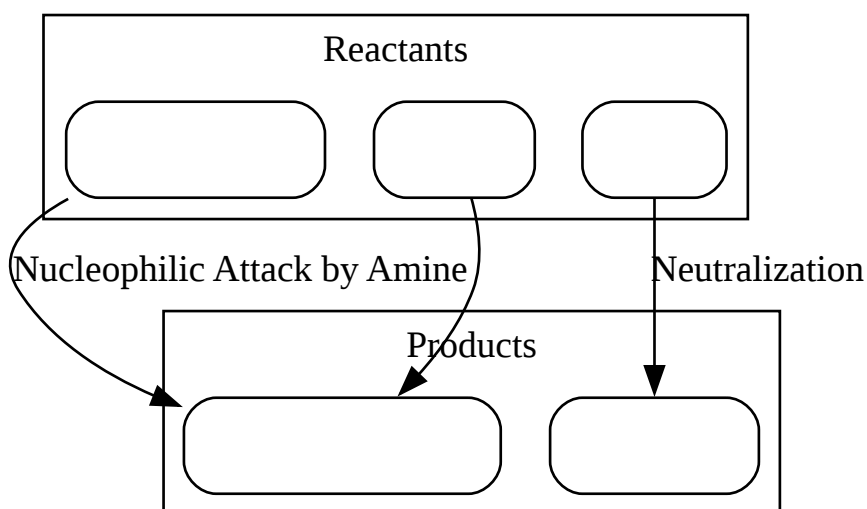 Reactants
Nucleophilic Attack by Amine
Neutralization
Products